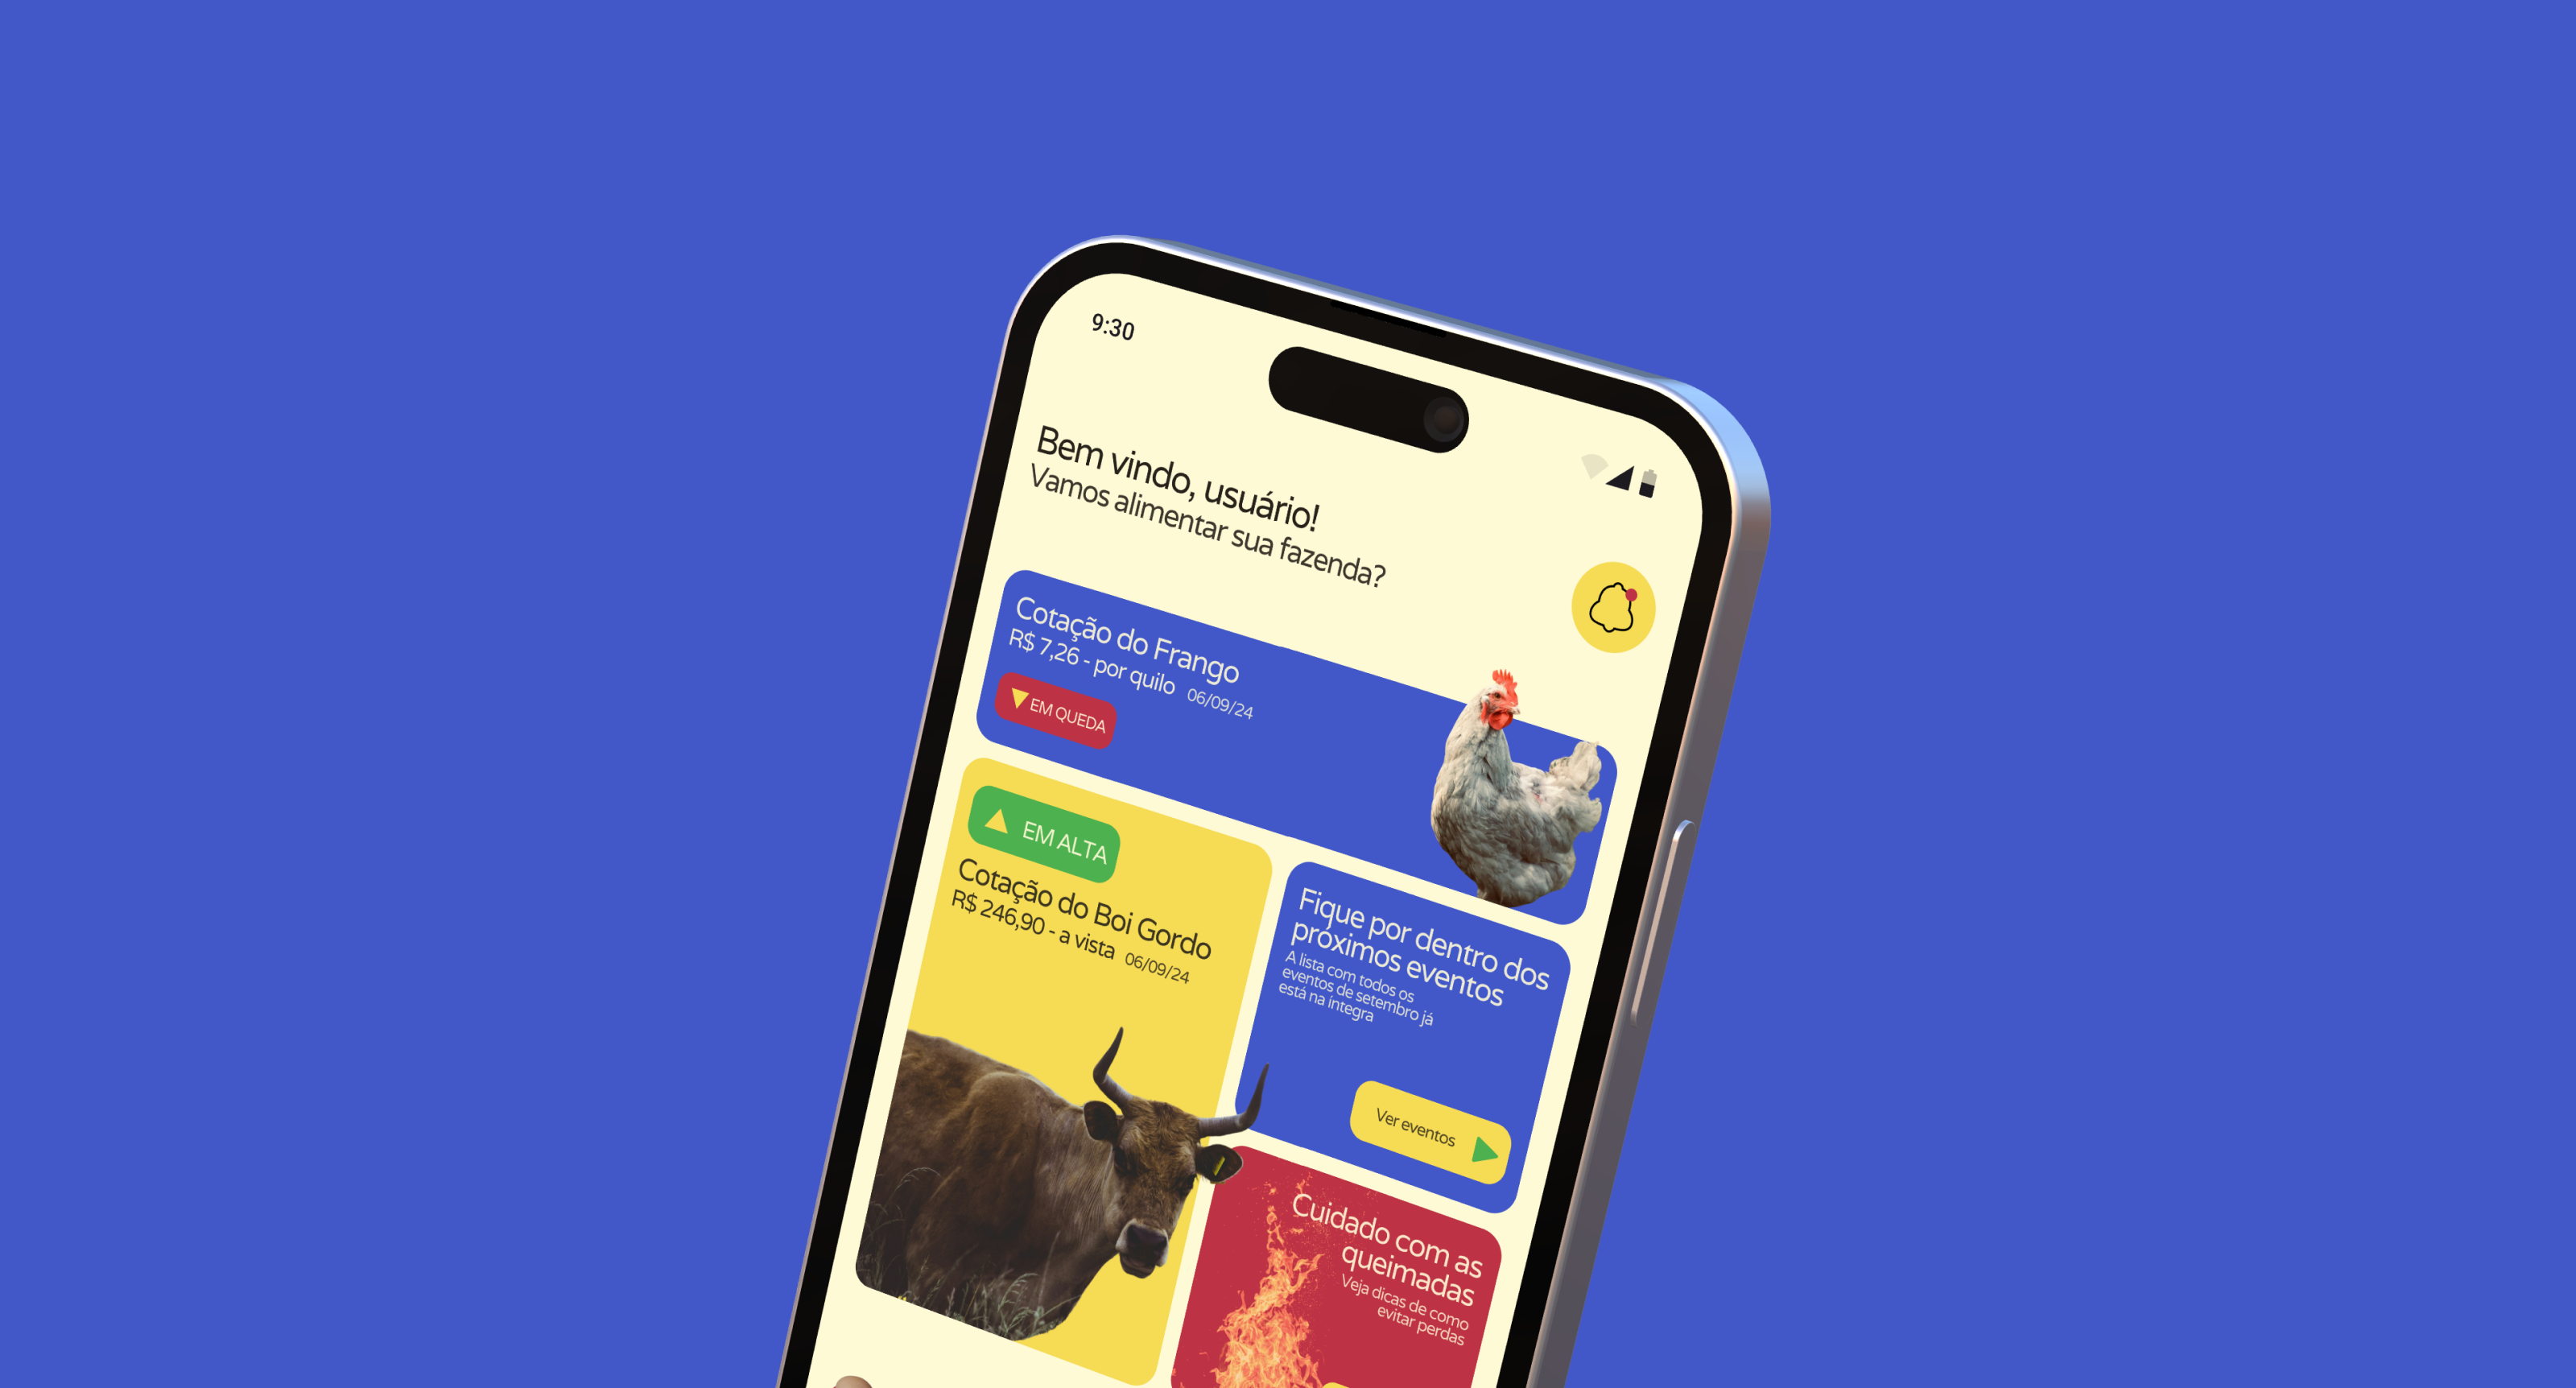 9:30
Bem vindo, usuário!
Vamos alimentar sua fazenda?
Cotação do Frango
R$ 7,26 - por quilo 06/09/24
EM QUEDA
EM ALTA
Cotação do Boi Gordo
R$ 246,90 - a vista 06/09/24
Fique por dentro dos
próximos eventos
A lista com todos os
eventos de setembro já
está na íntegra
Ver eventos
Cuidado com as
queimadas
Veja dicas de como
evitar perdas